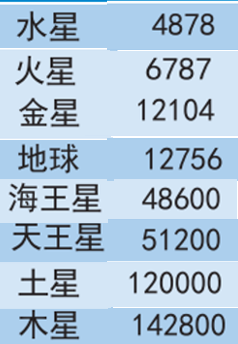 水星 4878
火星 6787
金星 12104
地球 12756
海王星 48600
天王星 51200
土星 120000
木星 142800